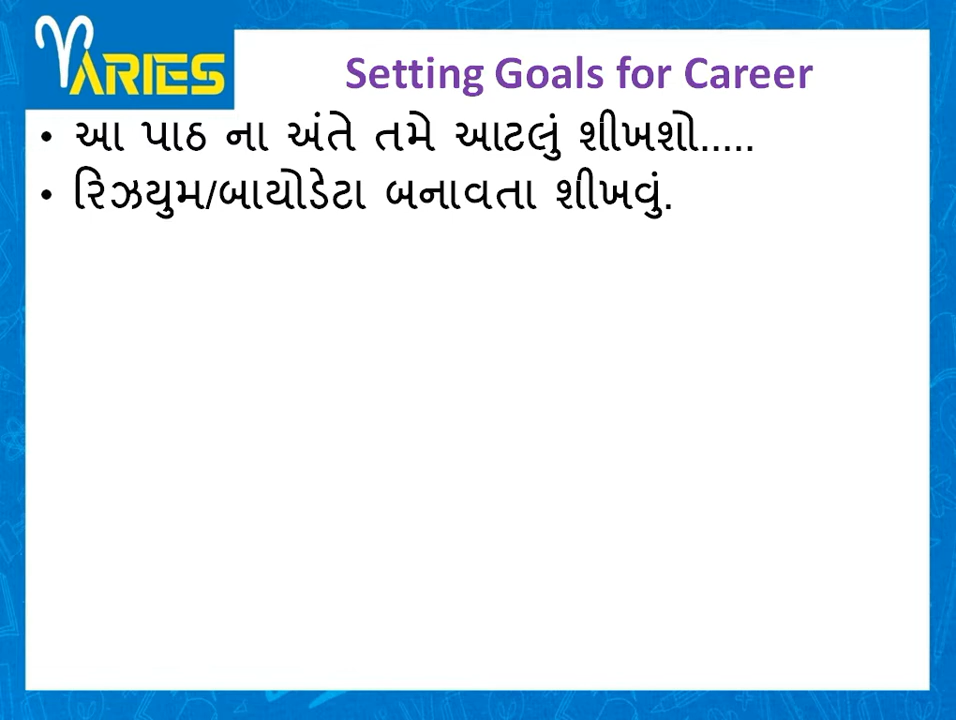 ARIES
Setting Goals for Career
• આ પાઠ ના અંતે તમે આટલું શીખશો.....
• રિઝયુમ/બાયોડેટા બનાવતા શીખવું.